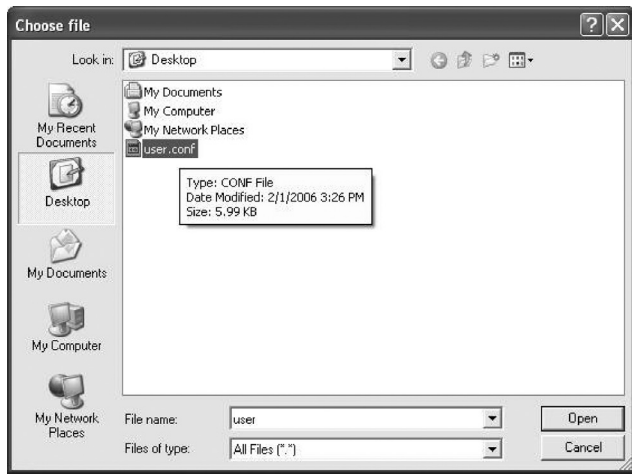 Choose file
Look in:
Desktop
My Recent
Documents
Desktop
My Documents
My Computer
My Network
Places
My Documents
My Computer
My Network Places
user.conf
Type: CONF File
Date Modified: 2/1/2006 3:26 PM
Size: 5.99 KB
File name:
user
Open
Files of type:
All Files (*.*)
Cancel